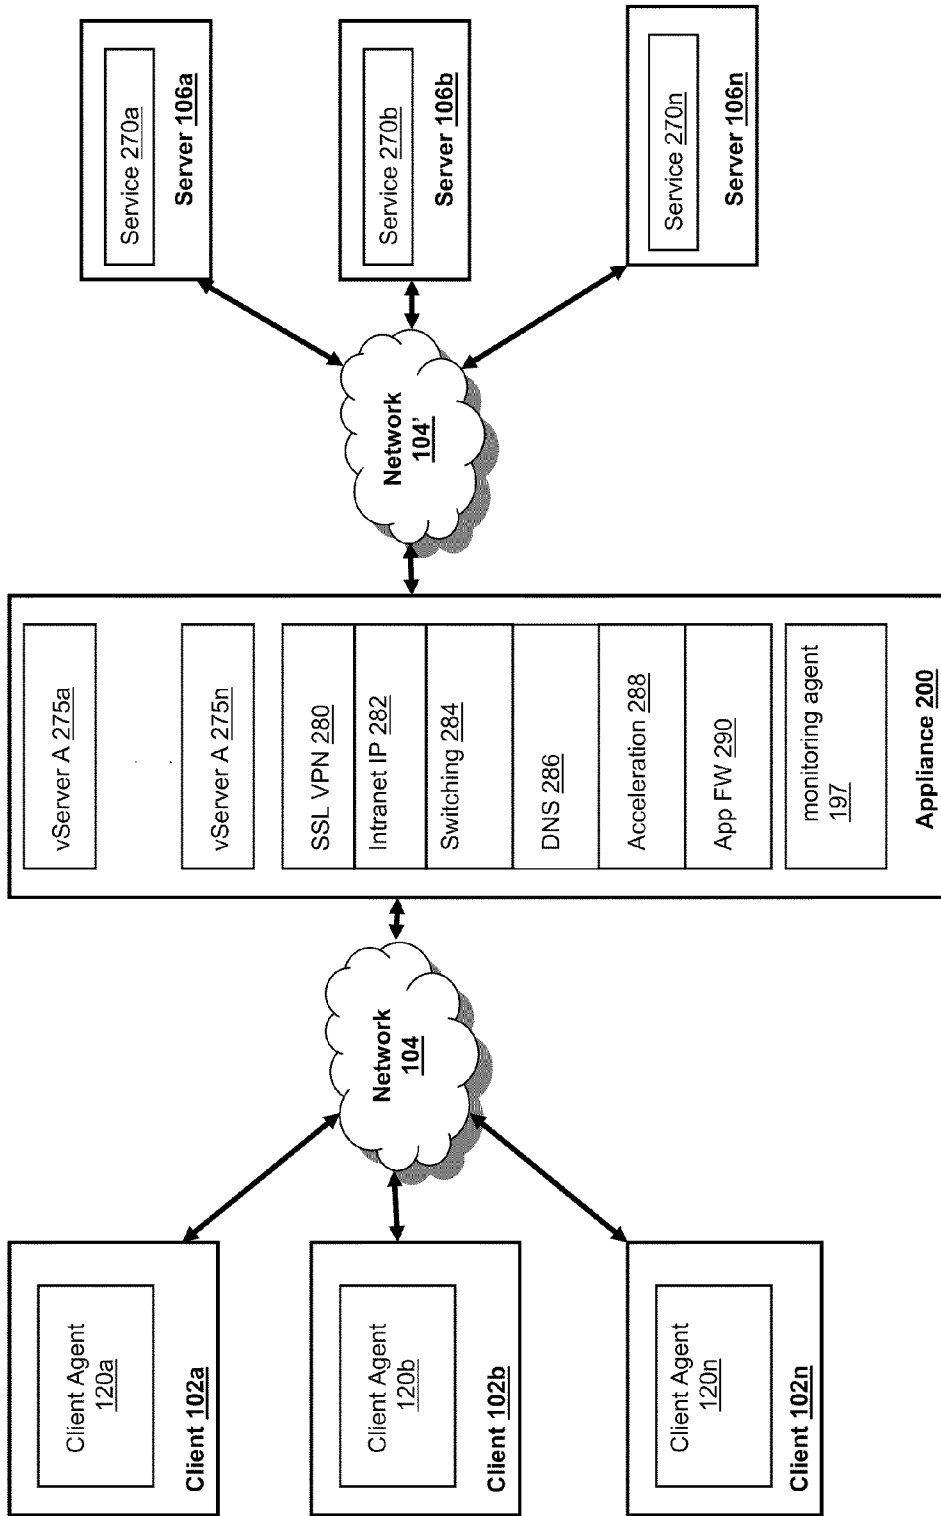 Client Agent
120a
Client 102a
Client Agent
120b
Client 102b
Client Agent
120n
Client 102n
Network
104
vServer A 275a
vServer A 275n
SSL VPN 280
Intranet IP 282
Switching 284
DNS 286
Acceleration 288
App FW 290
monitoring agent
197
Appliance 200
Network
104'
Service 270a
Server 106a
Service 270b
Server 106b
Service 270n
Server 106n